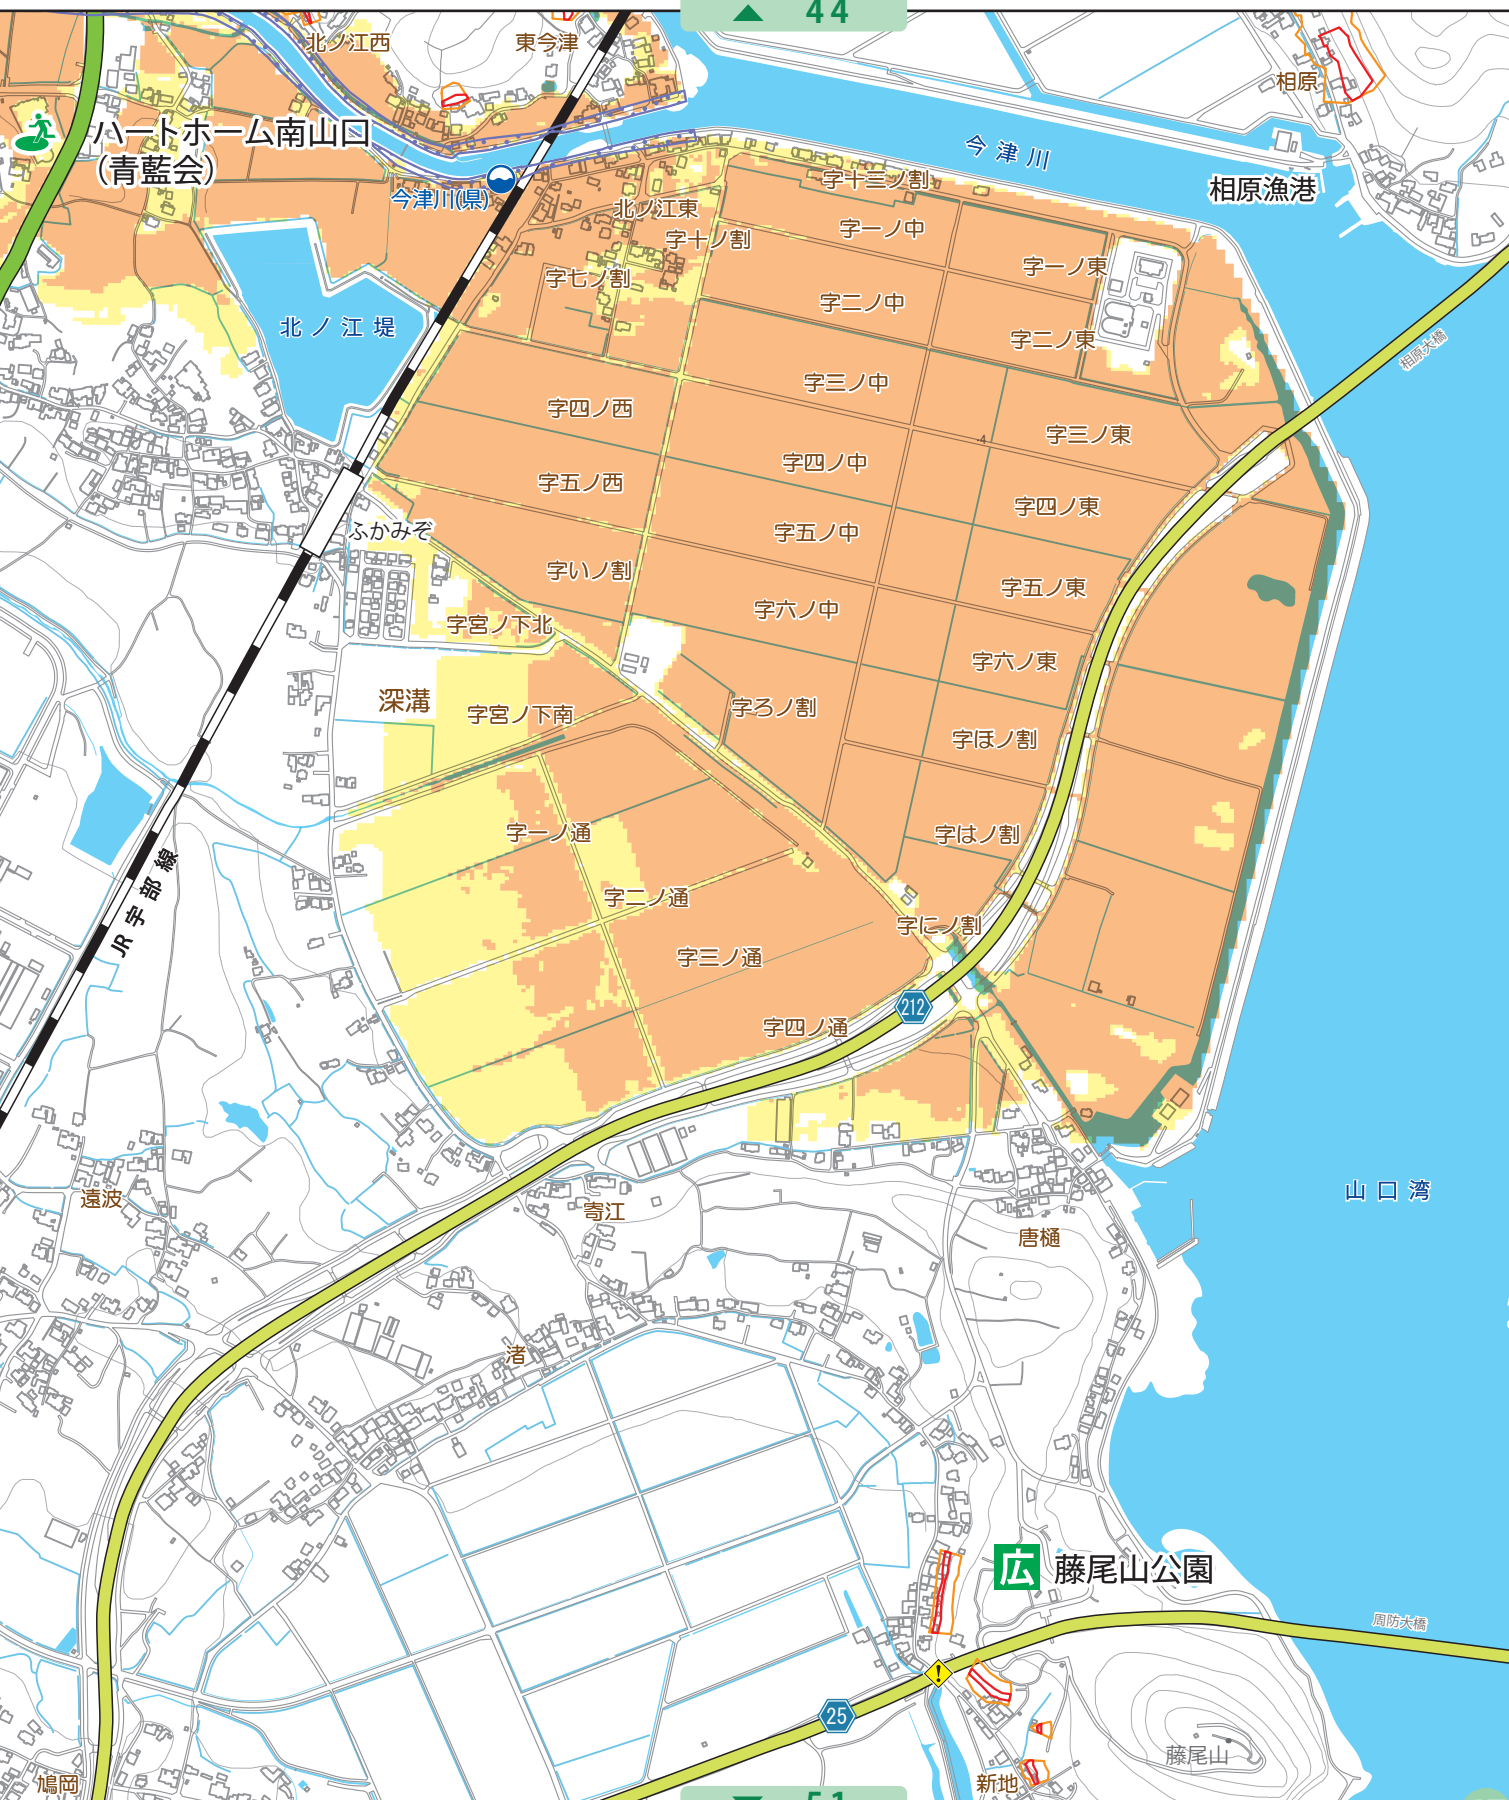 44
北ノ江西
東今津
相原
ハートホーム南山口
(青藍会)
今津川
相原漁港
今津川(県)
字十三ノ割
北ノ江東
字十ノ割
字一ノ中
字一ノ東
字七ノ割
字二ノ中
北ノ江堤
字二ノ東
相原大橋
字三ノ中
字四ノ西
字三ノ東
・4
字四ノ中
字五ノ西
字四ノ東
ふかみぞ
字五ノ中
字いノ割
字五ノ東
字六ノ中
字宮ノ下北
字六ノ東
深溝
字宮ノ下南
字ろノ割
字ほノ割
字一ノ通
字はノ割
JR宇部線
字二ノ通
字にノ割
字三ノ通
212
字四ノ通
遠波
山口湾
寄江
唐樋
渚
広
藤尾山公園
周防大橋
!
25
藤尾山
鳩岡
新地
51